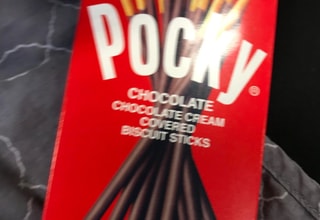 Pocky®
CHOCOLATE
CHOCOLATE CREAM
COVERED
BISCUIT STICKS